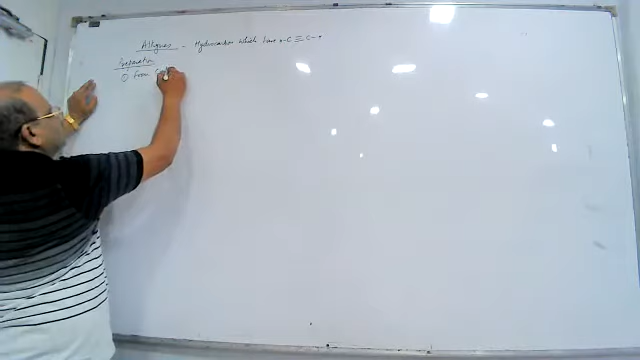 Alkynes - Hydrocarbon which have -C≡C-
Preparation
① From